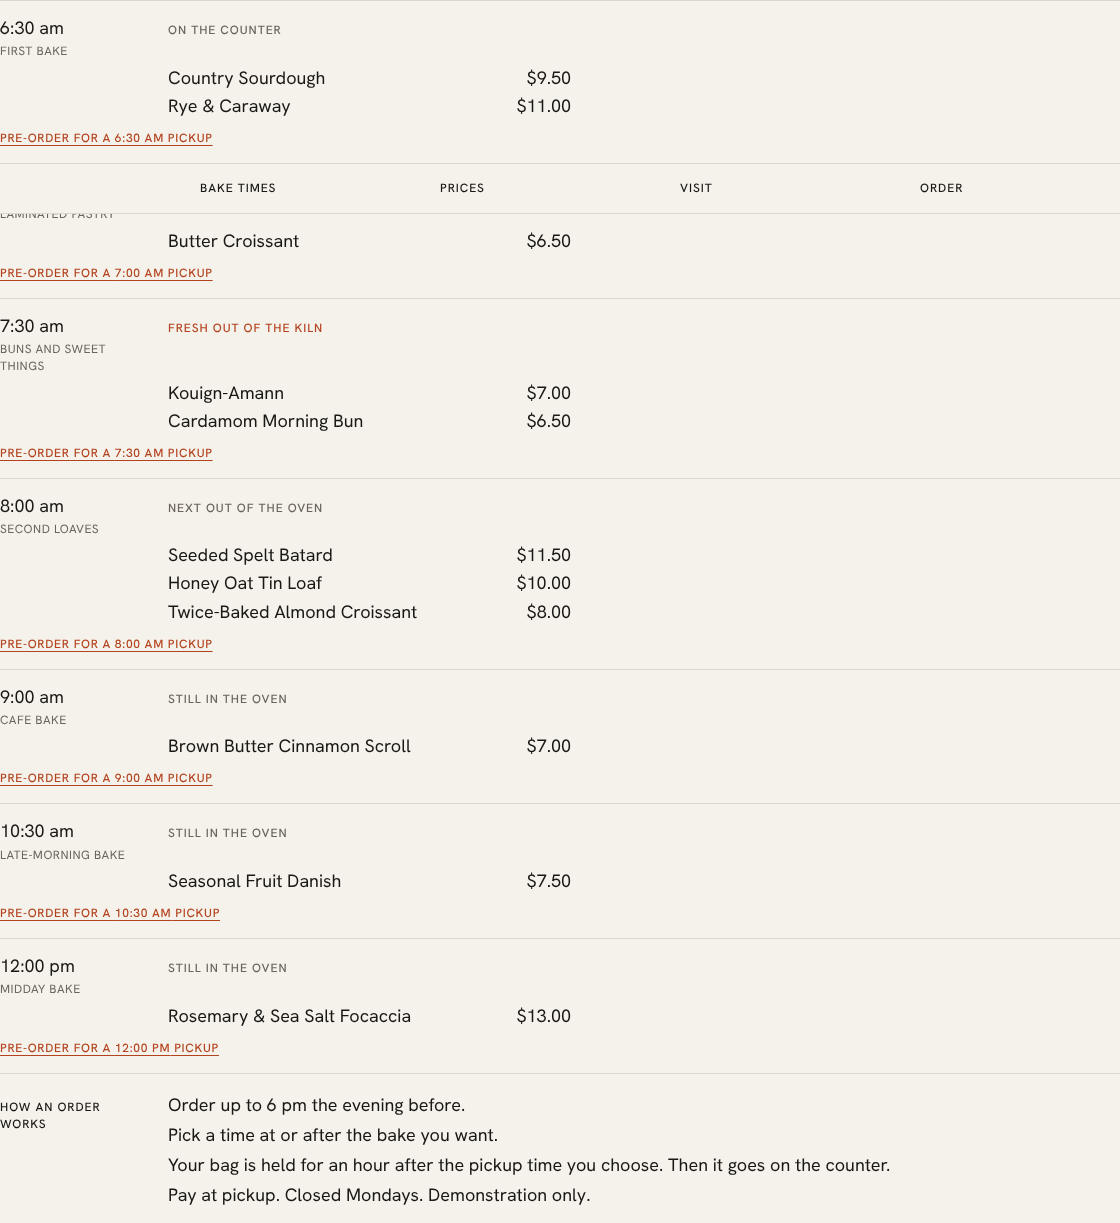 6:30 am
ON THE COUNTER
FIRST BAKE
Country Sourdough $9.50
Rye & Caraway $11.00
PRE-ORDER FOR A 6:30 AM PICKUP
BAKE TIMES PRICES VISIT ORDER
LAMINATED PASTRY
Butter Croissant $6.50
PRE-ORDER FOR A 7:00 AM PICKUP
7:30 am
FRESH OUT OF THE KILN
BUNS AND SWEET
THINGS
Kouign-Amann $7.00
Cardamom Morning Bun $6.50
PRE-ORDER FOR A 7:30 AM PICKUP
8:00 am
NEXT OUT OF THE OVEN
SECOND LOAVES
Seeded Spelt Batard $11.50
Honey Oat Tin Loaf $10.00
Twice-Baked Almond Croissant $8.00
PRE-ORDER FOR A 8:00 AM PICKUP
9:00 am
STILL IN THE OVEN
CAFE BAKE
Brown Butter Cinnamon Scroll $7.00
PRE-ORDER FOR A 9:00 AM PICKUP
10:30 am
STILL IN THE OVEN
LATE-MORNING BAKE
Seasonal Fruit Danish $7.50
PRE-ORDER FOR A 10:30 AM PICKUP
12:00 pm
STILL IN THE OVEN
MIDDAY BAKE
Rosemary & Sea Salt Focaccia $13.00
PRE-ORDER FOR A 12:00 PM PICKUP
HOW AN ORDER
WORKS
Order up to 6 pm the evening before.
Pick a time at or after the bake you want.
Your bag is held for an hour after the pickup time you choose. Then it goes on the counter.
Pay at pickup. Closed Mondays. Demonstration only.